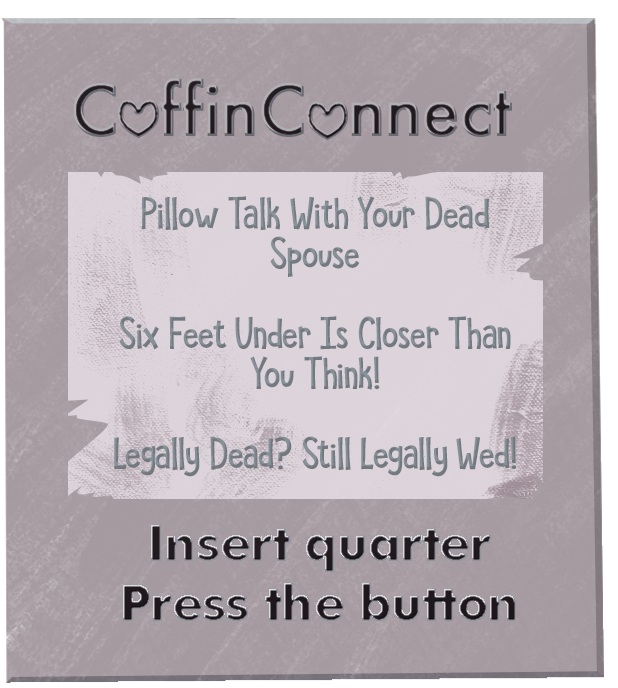 CoffinConnect
Pillow Talk With Your Dead
Spouse
Six Feet Under Is Closer Than
You Think!
Legally Dead? Still Legally Wed!
Insert quarter
Press the button